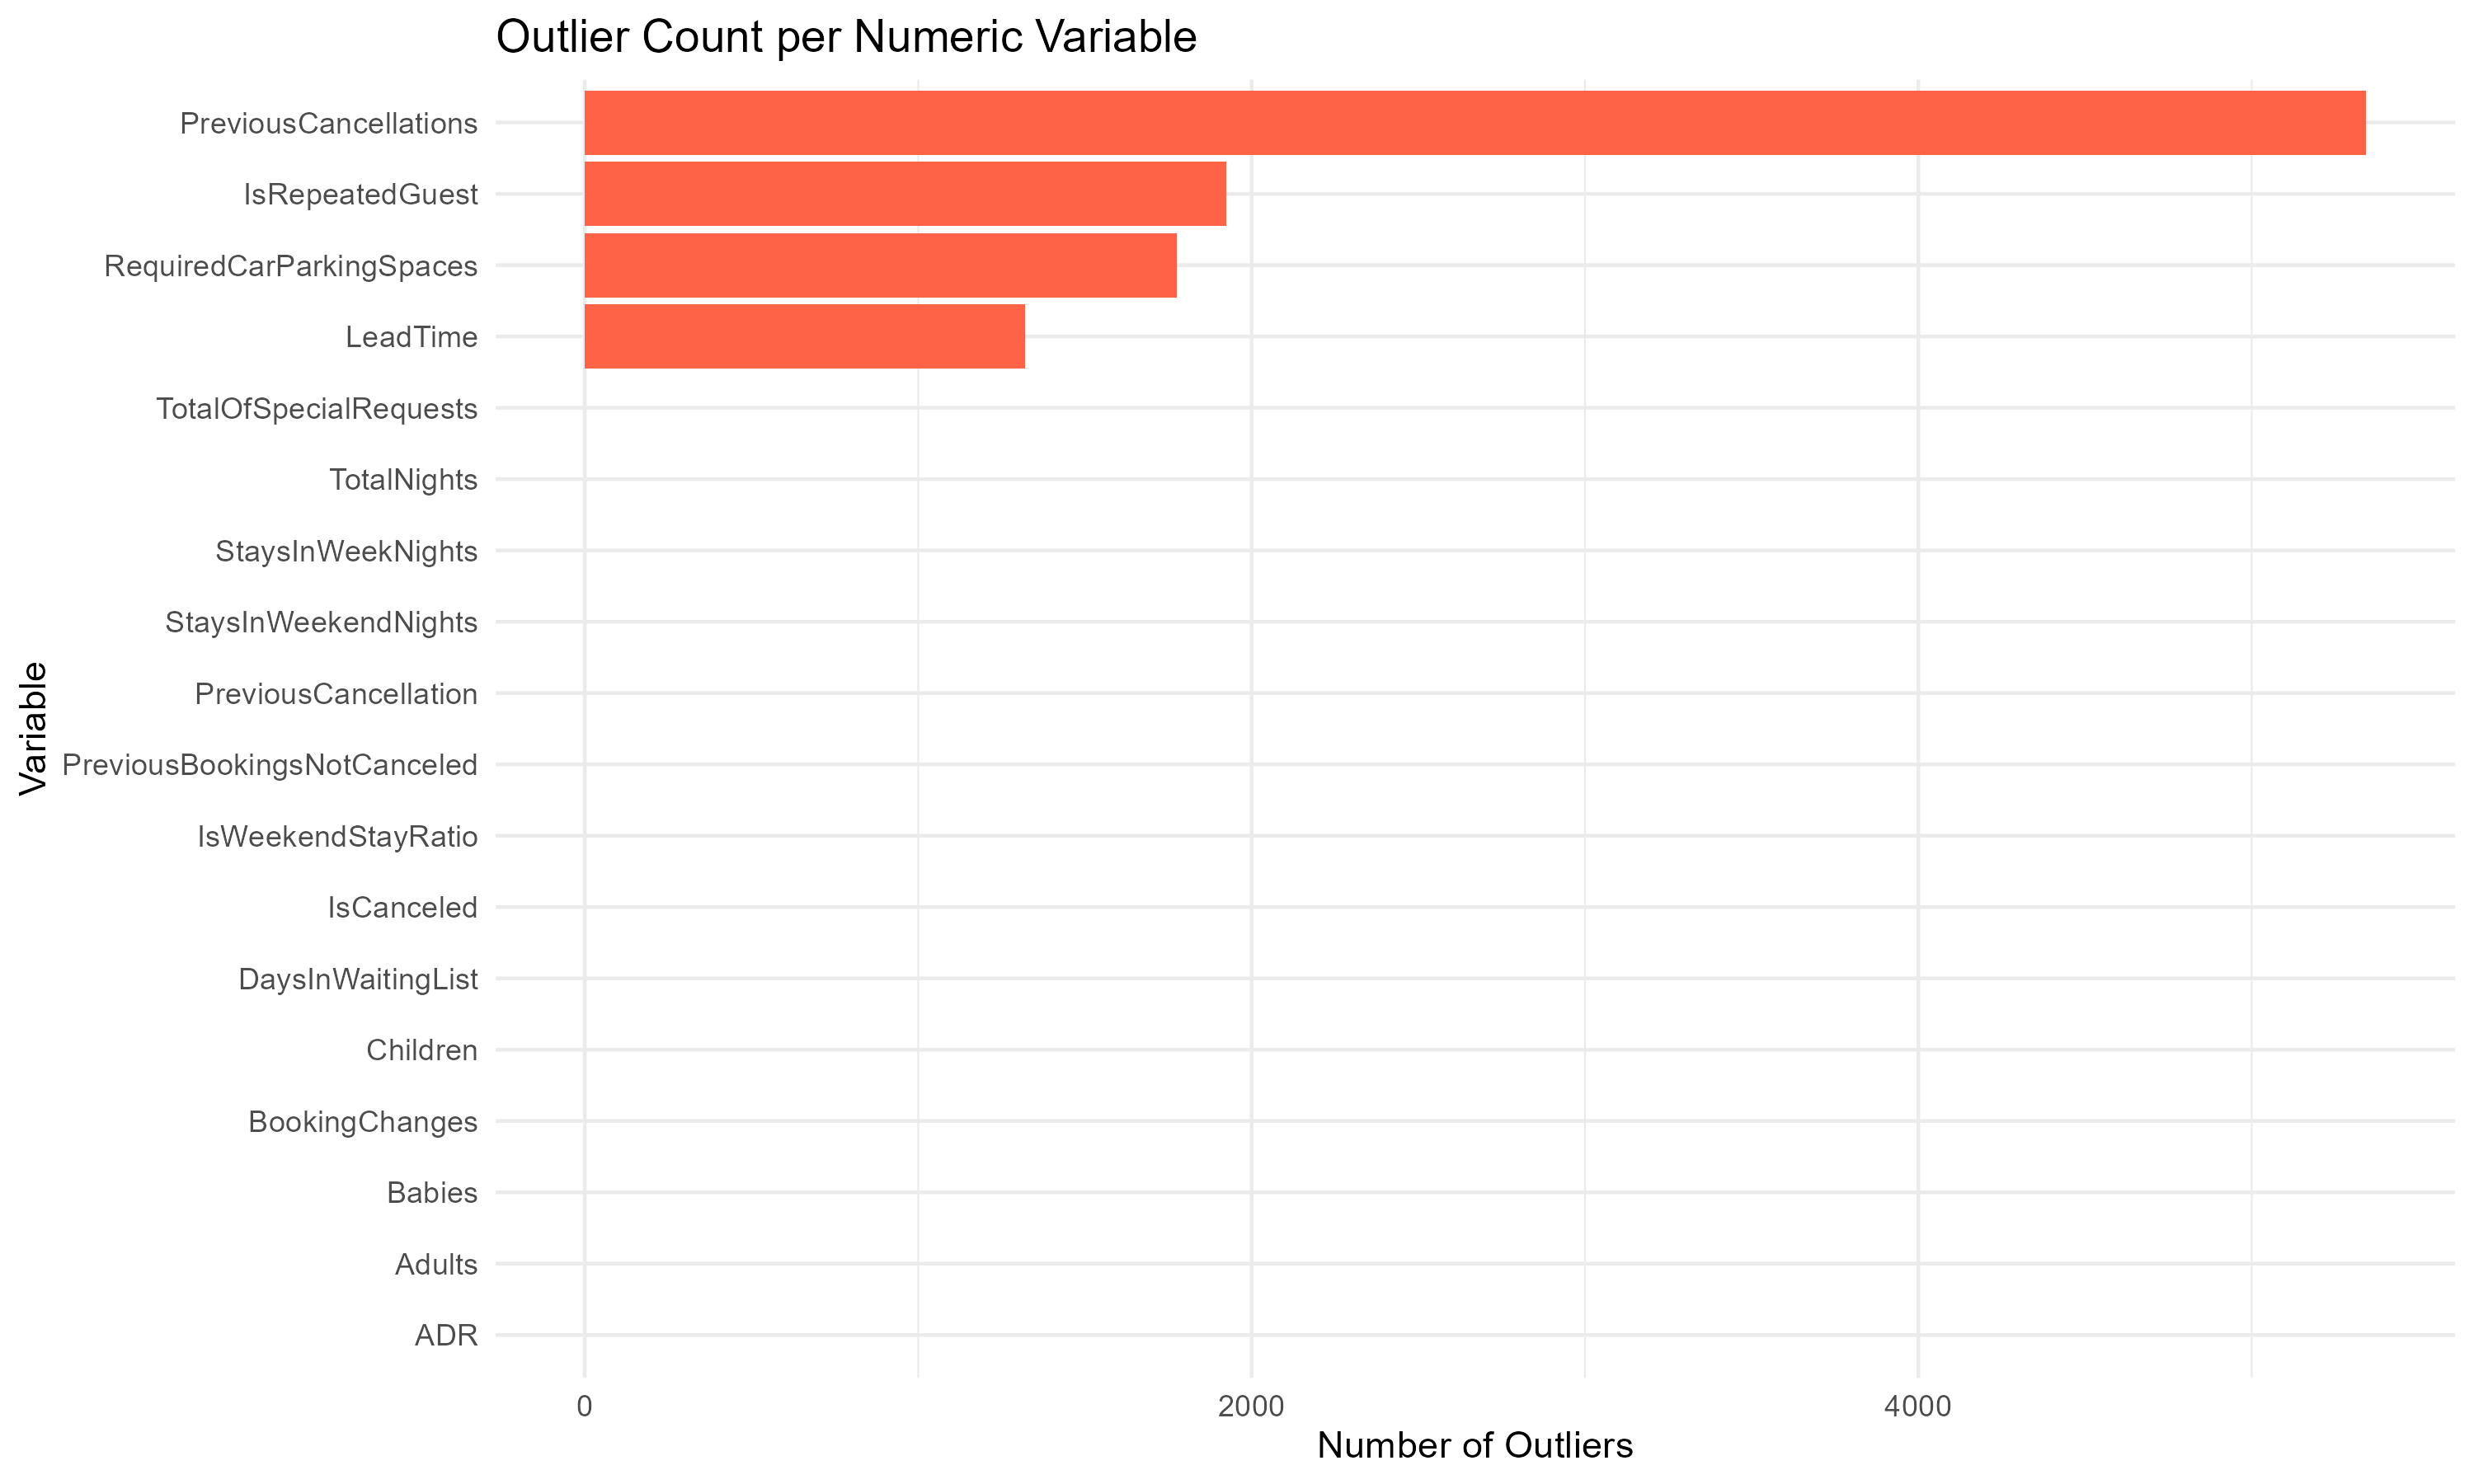 Outlier Count per Numeric Variable
PreviousCancellations
IsRepeatedGuest
RequiredCarParkingSpaces
LeadTime
TotalOfSpecialRequests
TotalNights
StaysInWeekNights
StaysInWeekendNights
PreviousCancellation
PreviousBookingsNotCanceled
IsWeekendStayRatio
IsCanceled
DaysInWaitingList
Children
BookingChanges
Babies
Adults
ADR
Variable
0 2000 4000
Number of Outliers